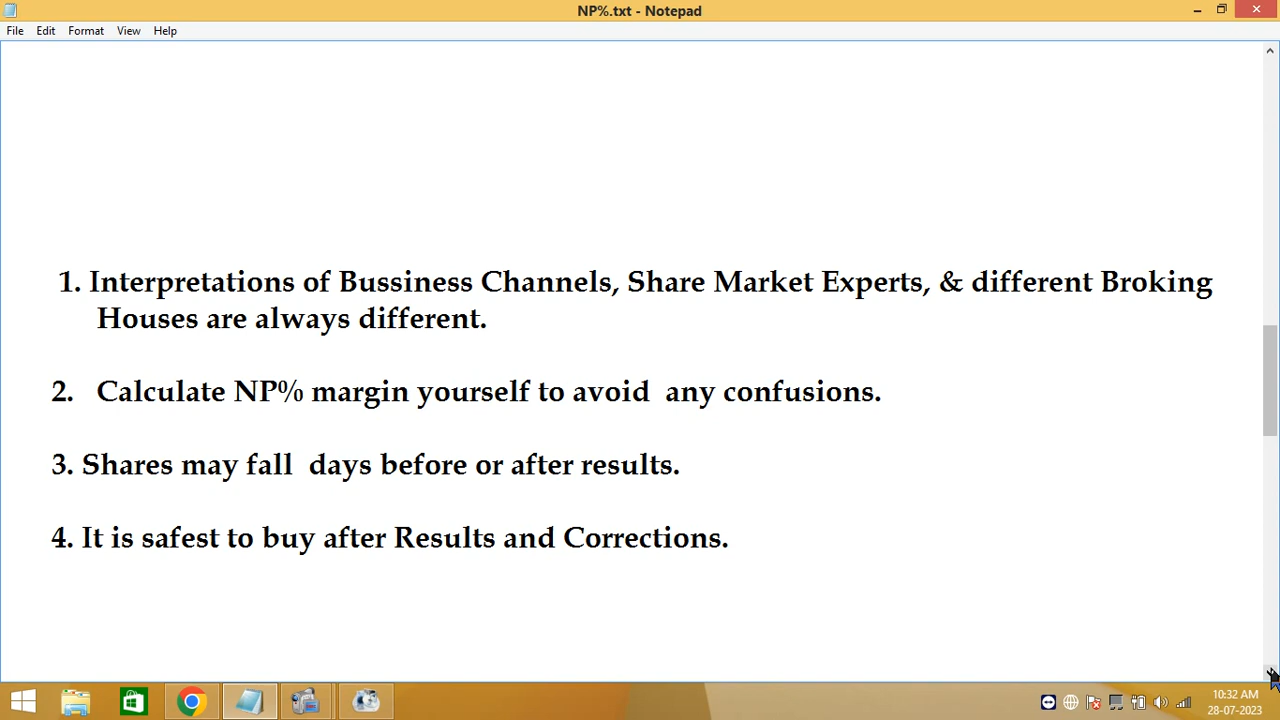 NP%.txt - Notepad
File Edit Format View Help
1. Interpretations of Bussiness Channels, Share Market Experts, & different Broking
Houses are always different.
2. Calculate NP% margin yourself to avoid any confusions.
3. Shares may fall days before or after results.
4. It is safest to buy after Results and Corrections.
10:32 AM
28-07-2023